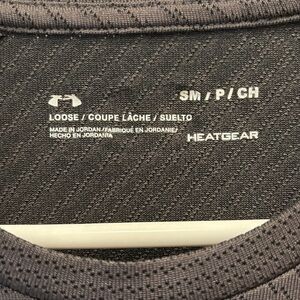 SM / P / CH
LOOSE / COUPE LÂCHE / SUELTO
MADE IN JORDAN/FABRIQUÉ EN JORDANIE/
HECHO EN JORDANIA
HEATGEAR